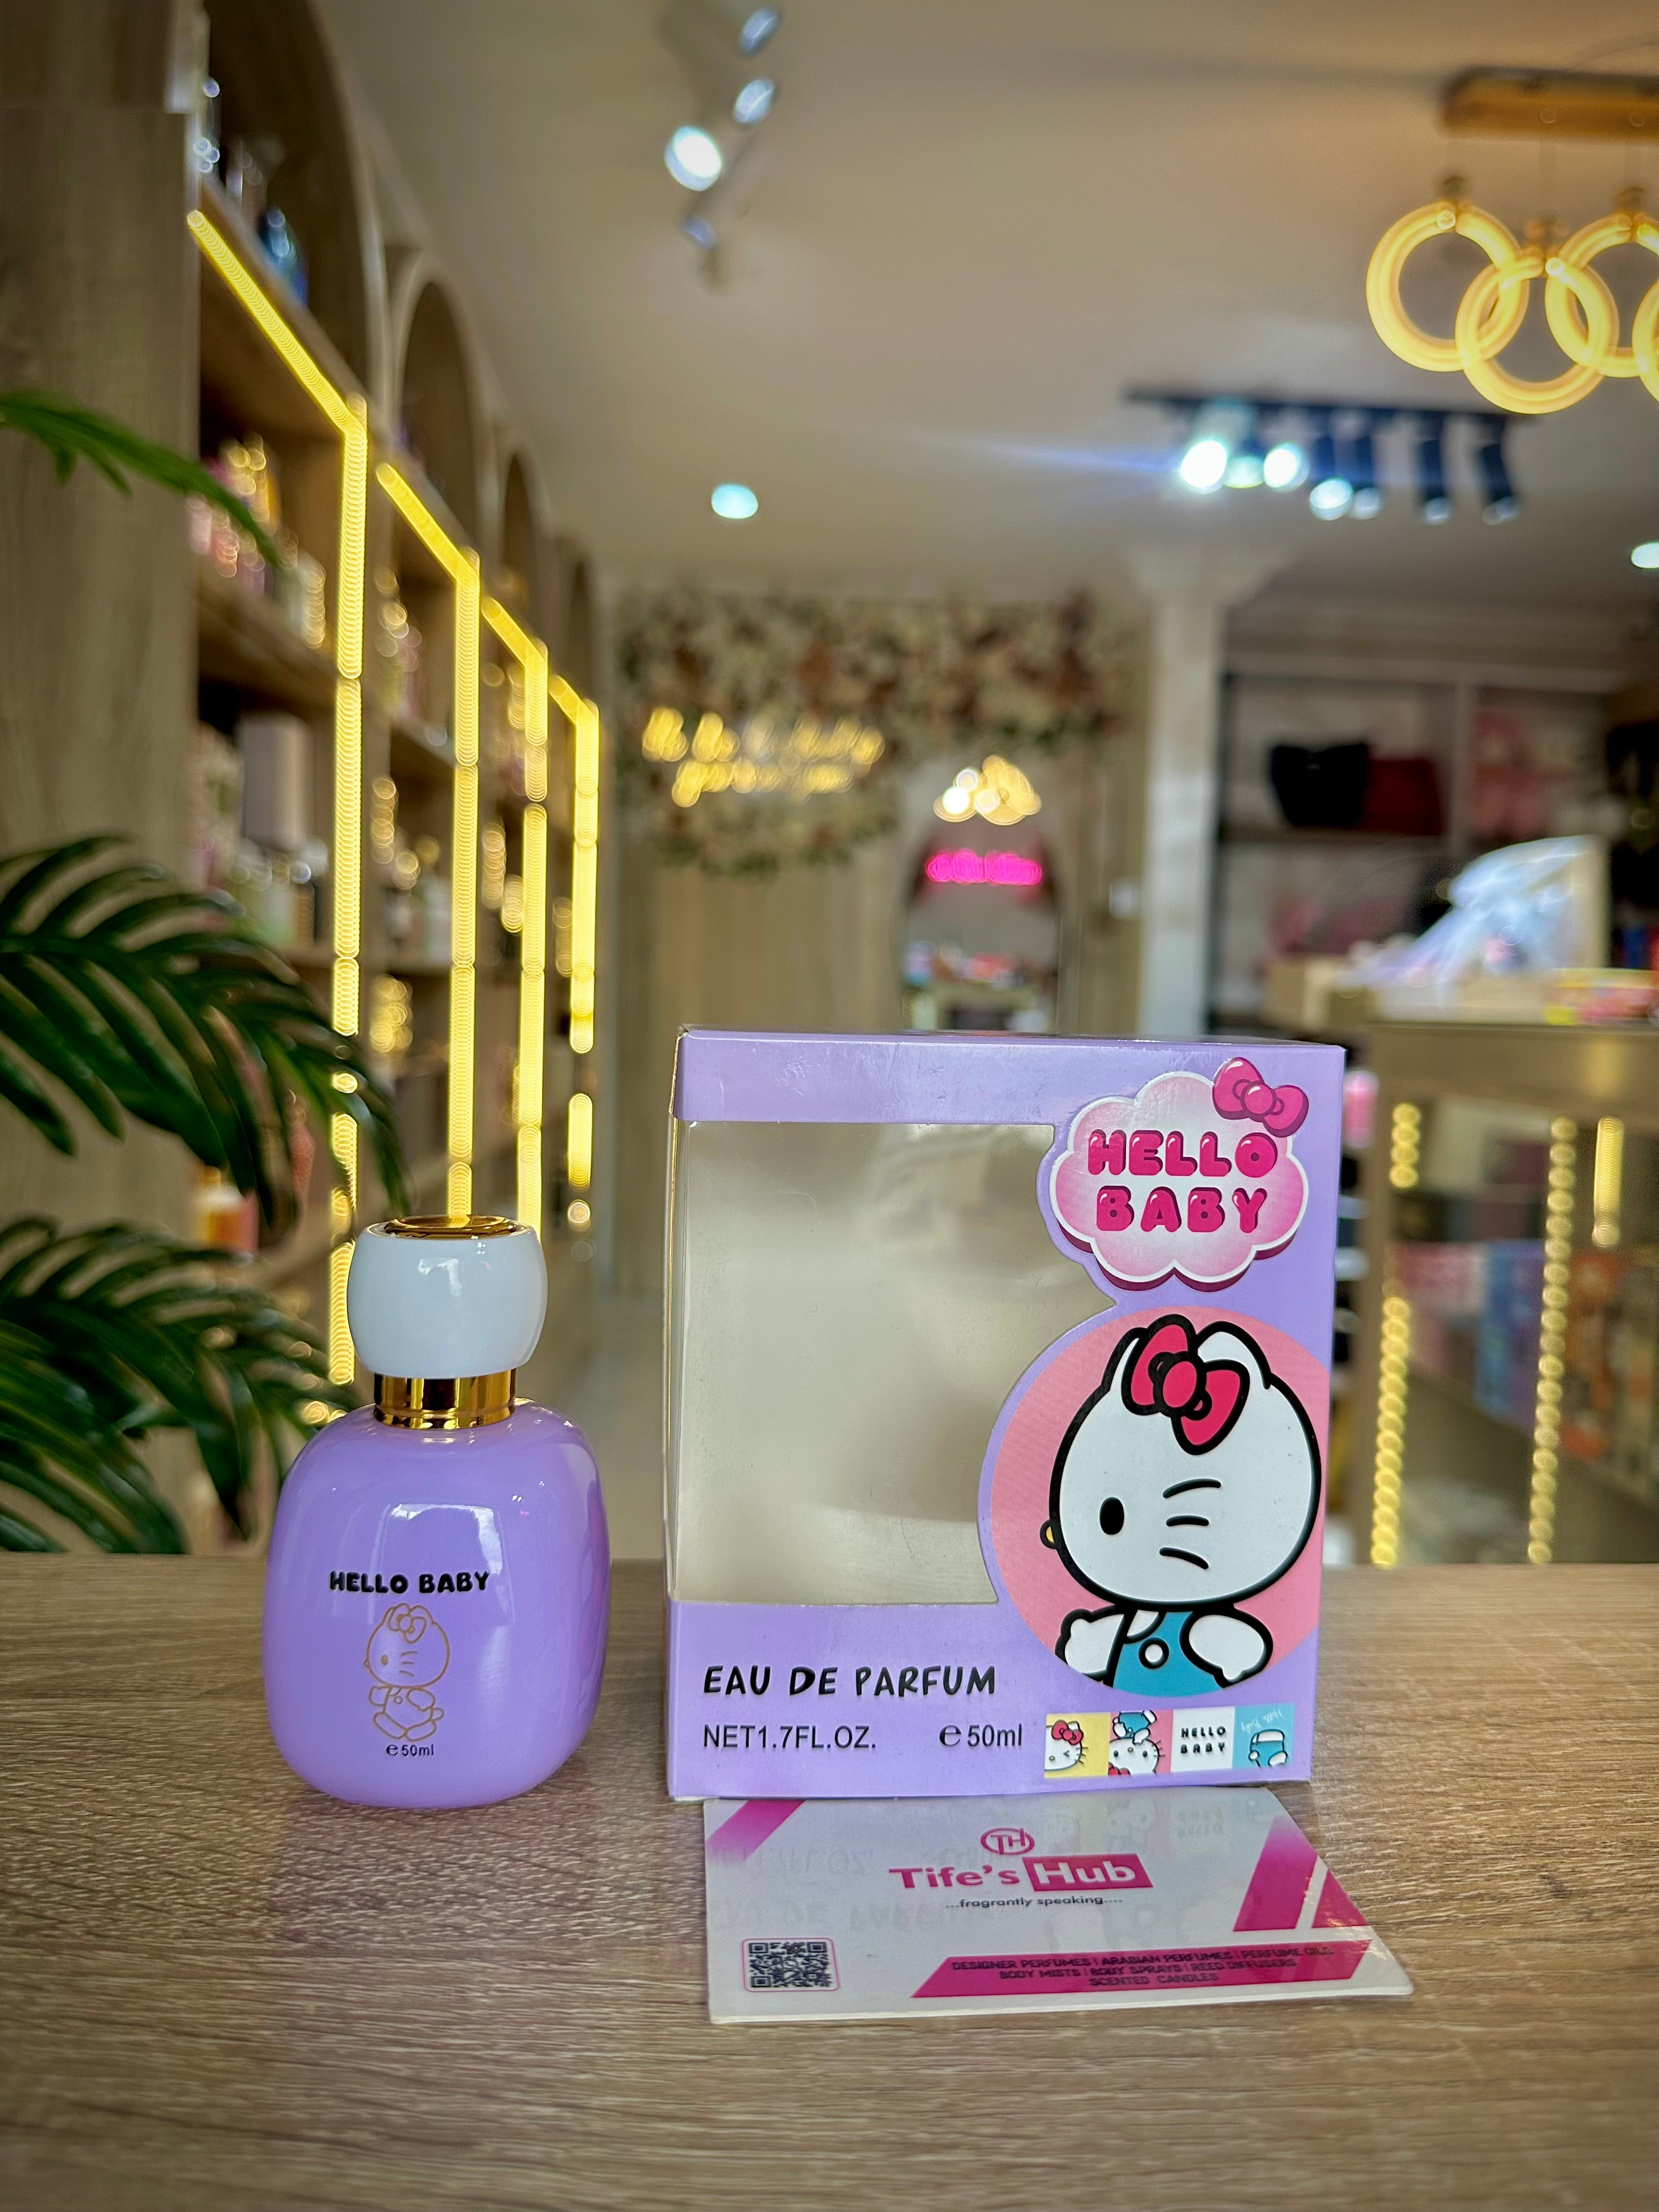 HELLO
BABY
HELLO BABY
℮50ml
EAU DE PARFUM
NET1.7FL.OZ. ℮50ml
HELLO
BABY
TH
Tife's Hub
...fragrantly speaking....
DESIGNER PERFUMES | ARABIAN PERFUMES | PERFUME OILS
BODY MISTS | BODY SPRAYS | REED DIFFUSERS
SCENTED CANDLES